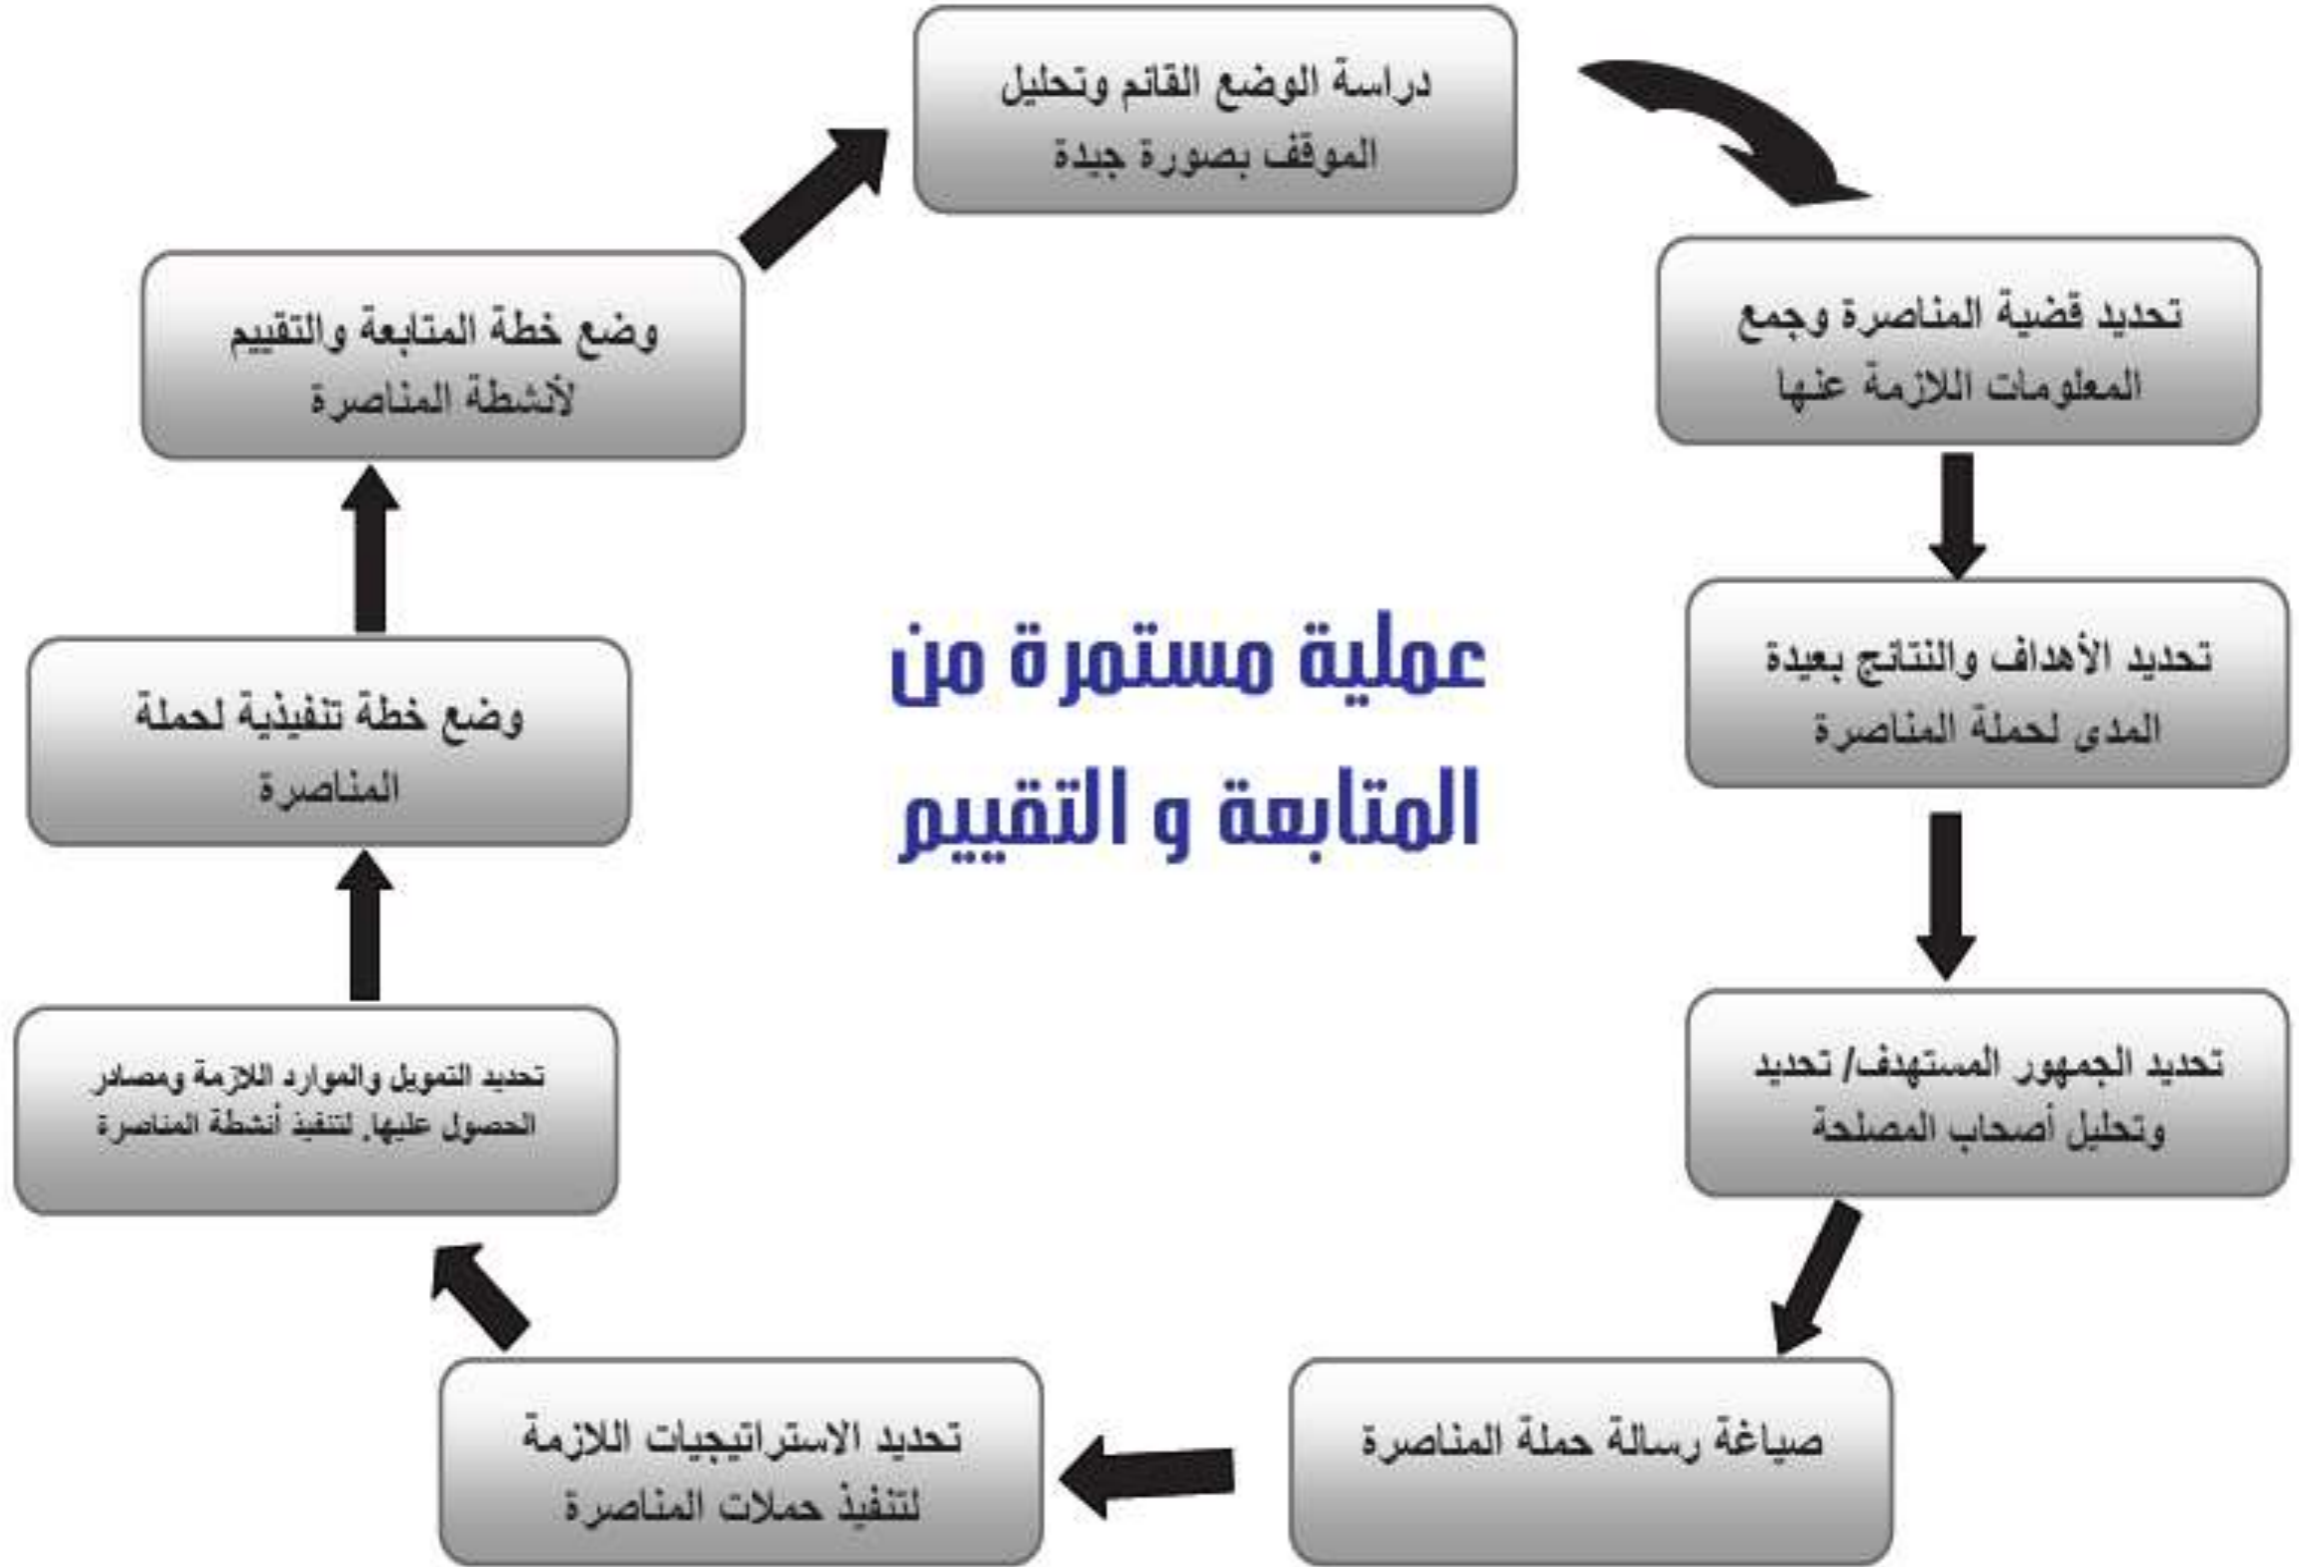 دراسة الوضع القائم وتحليل
الموقف بصورة جيدة
تحديد قضية المناصرة وجمع
المعلومات اللازمة عنها
تحديد الأهداف والنتائج بعيدة
المدى لحملة المناصرة
تحديد الجمهور المستهدف/ تحديد
وتحليل أصحاب المصلحة
صياغة رسالة حملة المناصرة
تحديد الاستراتيجيات اللازمة
لتنفيذ حملات المناصرة
تحديد التمويل والموارد اللازمة ومصادر
الحصول عليها. لتنفيذ أنشطة المناصرة
وضع خطة تنفيذية لحملة
المناصرة
وضع خطة المتابعة والتقييم
لأنشطة المناصرة
عملية مستمرة من
المتابعة و التقييم